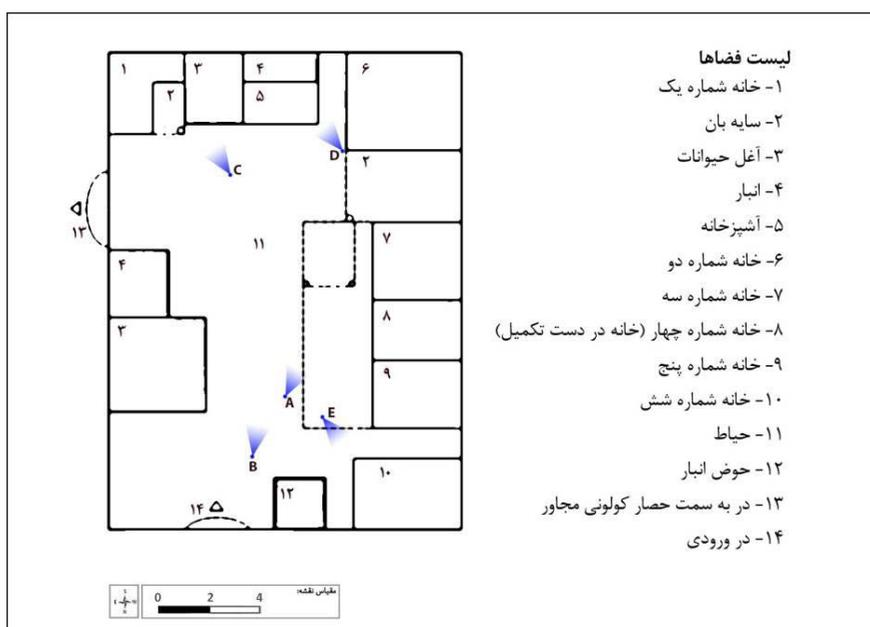 لیست فضاها
۱- خانه شماره یک
۲- سایه بان
۳- آغل حیوانات
۴- انبار
۵- آشپزخانه
۶- خانه شماره دو
۷- خانه شماره سه
۸- خانه شماره چهار (خانه در دست تکمیل)
۹- خانه شماره پنج
۱۰- خانه شماره شش
۱۱- حیاط
۱۲- حوض انبار
۱۳- در به سمت حصار کولونی مجاور
۱۴- در ورودی
۱
۳
۴
۶
۲
۵
D
۲
C
۱۳
۱۱
۷
۴
۸
۳
۹
A
E
B
۱۰
۱۲
۱۴
مقیاس نقشه:
0 2 4